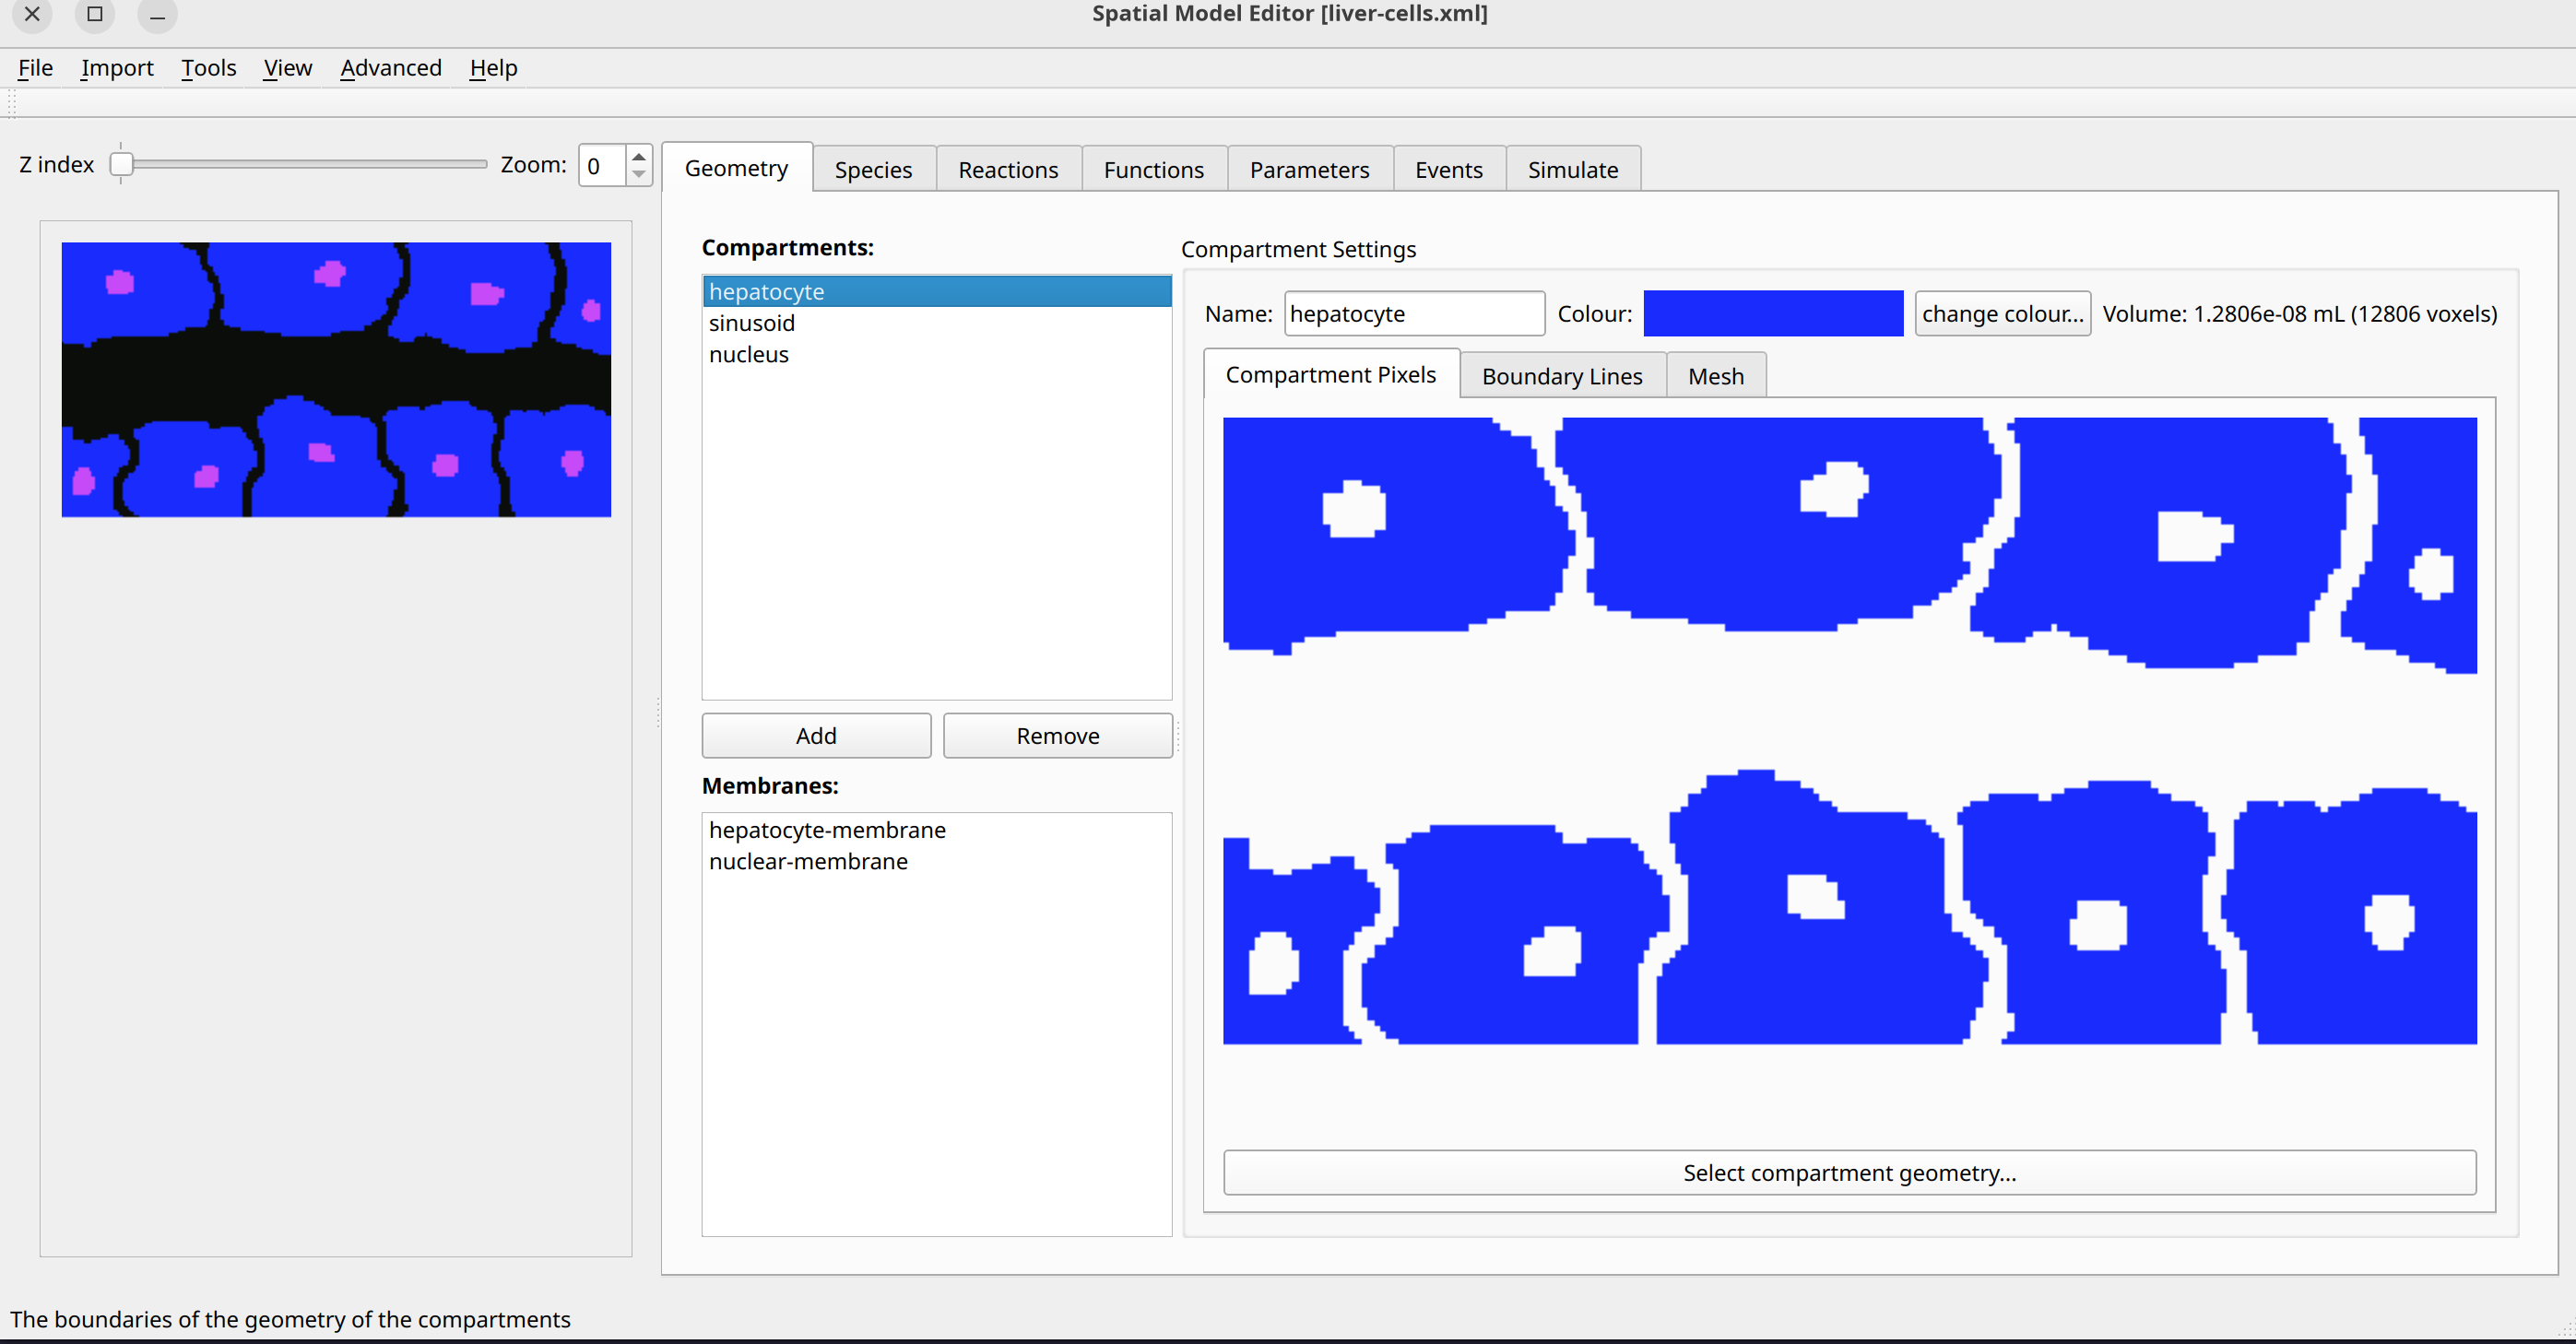 Spatial Model Editor [liver-cells.xml]
File Import Tools View Advanced Help
Z index Zoom: 0
Geometry Species Reactions Functions Parameters Events Simulate
Compartments:
hepatocyte
sinusoid
nucleus
Add Remove
Membranes:
hepatocyte-membrane
nuclear-membrane
Compartment Settings
Name: hepatocyte Colour: change colour... Volume: 1.2806e-08 mL (12806 voxels)
Compartment Pixels Boundary Lines Mesh
Select compartment geometry...
The boundaries of the geometry of the compartments